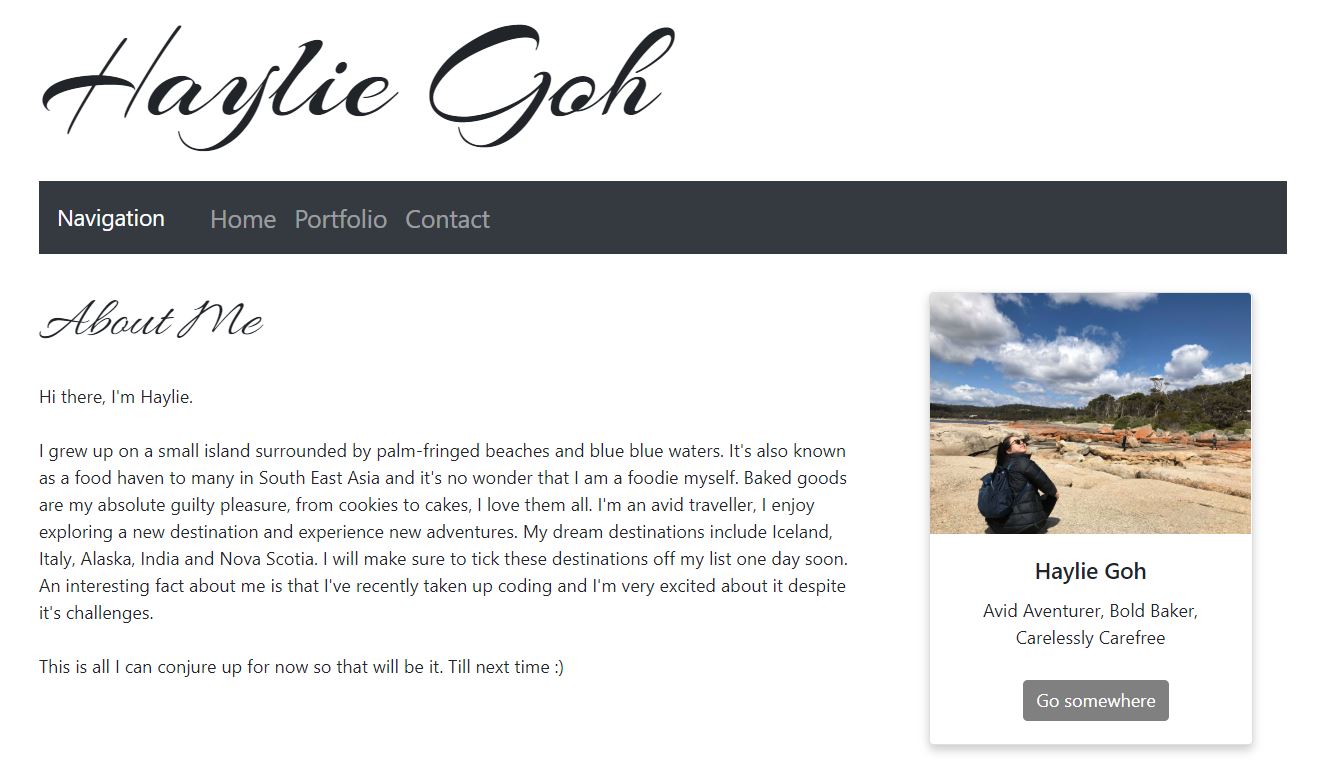 Haylie Goh
Navigation Home Portfolio Contact
About Me
Hi there, I'm Haylie.
I grew up on a small island surrounded by palm-fringed beaches and blue blue waters. It's also known
as a food haven to many in South East Asia and it's no wonder that I am a foodie myself. Baked goods
are my absolute guilty pleasure, from cookies to cakes, I love them all. I'm an avid traveller, I enjoy
exploring a new destination and experience new adventures. My dream destinations include Iceland,
Italy, Alaska, India and Nova Scotia. I will make sure to tick these destinations off my list one day soon.
An interesting fact about me is that I've recently taken up coding and I'm very excited about it despite
it's challenges.
This is all I can conjure up for now so that will be it. Till next time :)
Haylie Goh
Avid Aventurer, Bold Baker,
Carelessly Carefree
Go somewhere